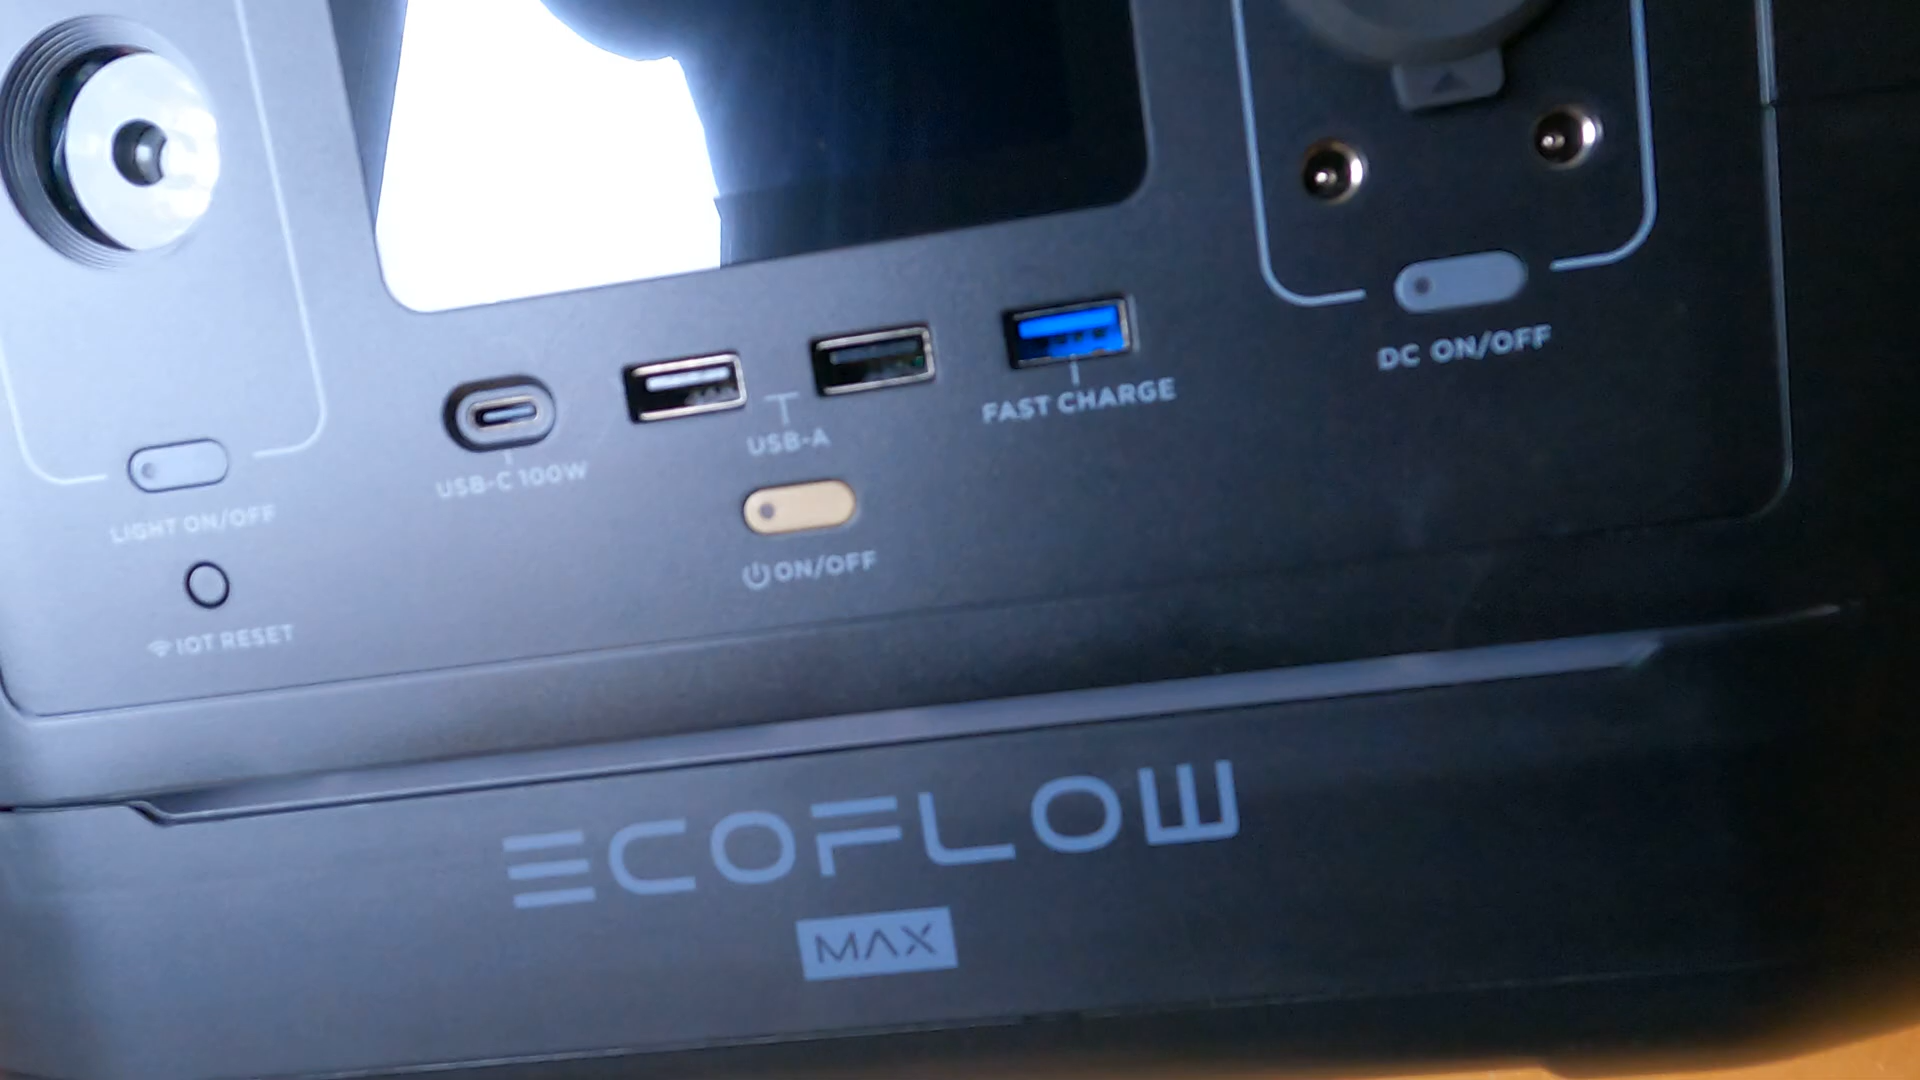 USB-C 100W
USB-A
FAST CHARGE
DC ON/OFF
LIGHT ON/OFF
ON/OFF
IOT RESET
ECOFLOW
MAX